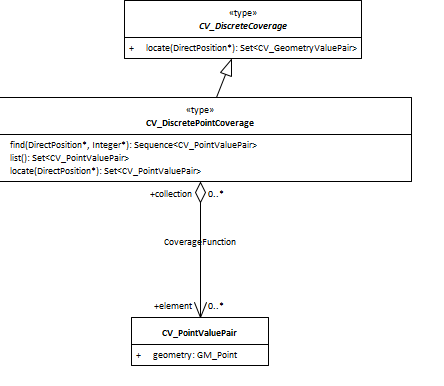 «type»
CV_DiscreteCoverage
+ locate(DirectPosition*): Set<CV_GeometryValuePair>
«type»
CV_DiscretePointCoverage
find(DirectPosition*, Integer*): Sequence<CV_PointValuePair>
list(): Set<CV_PointValuePair>
locate(DirectPosition*): Set<CV_PointValuePair>
+collection 0..*
CoverageFunction
+element 0..*
CV_PointValuePair
+ geometry: GM_Point